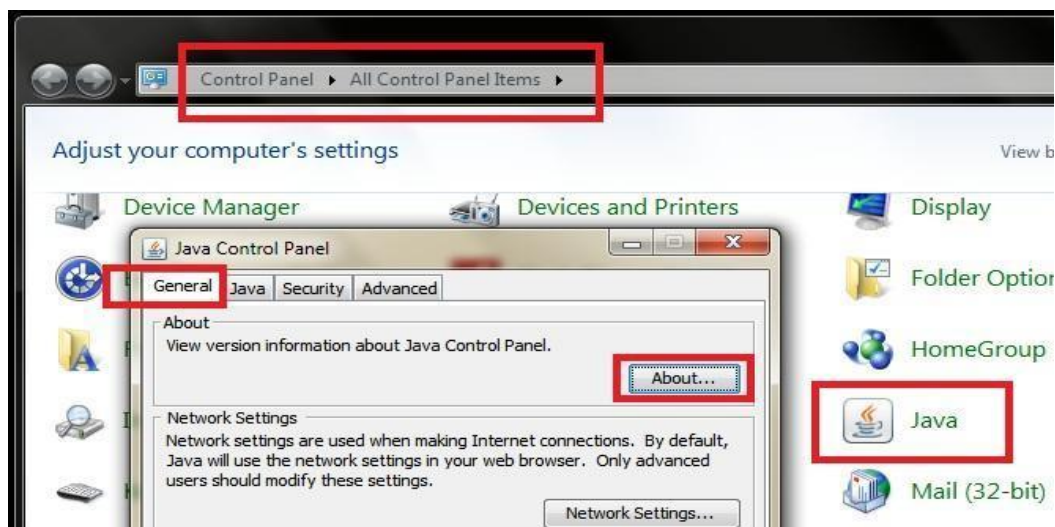 Control Panel All Control Panel Items
Adjust your computer's settings
View b
Device Manager
Devices and Printers
Display
Java Control Panel
General Java Security Advanced
Folder Option
About
View version information about Java Control Panel.
HomeGroup
About...
Network Settings
Network settings are used when making Internet connections. By default,
Java will use the network settings in your web browser. Only advanced
users should modify these settings.
Java
Mail (32-bit)
Network Settings...